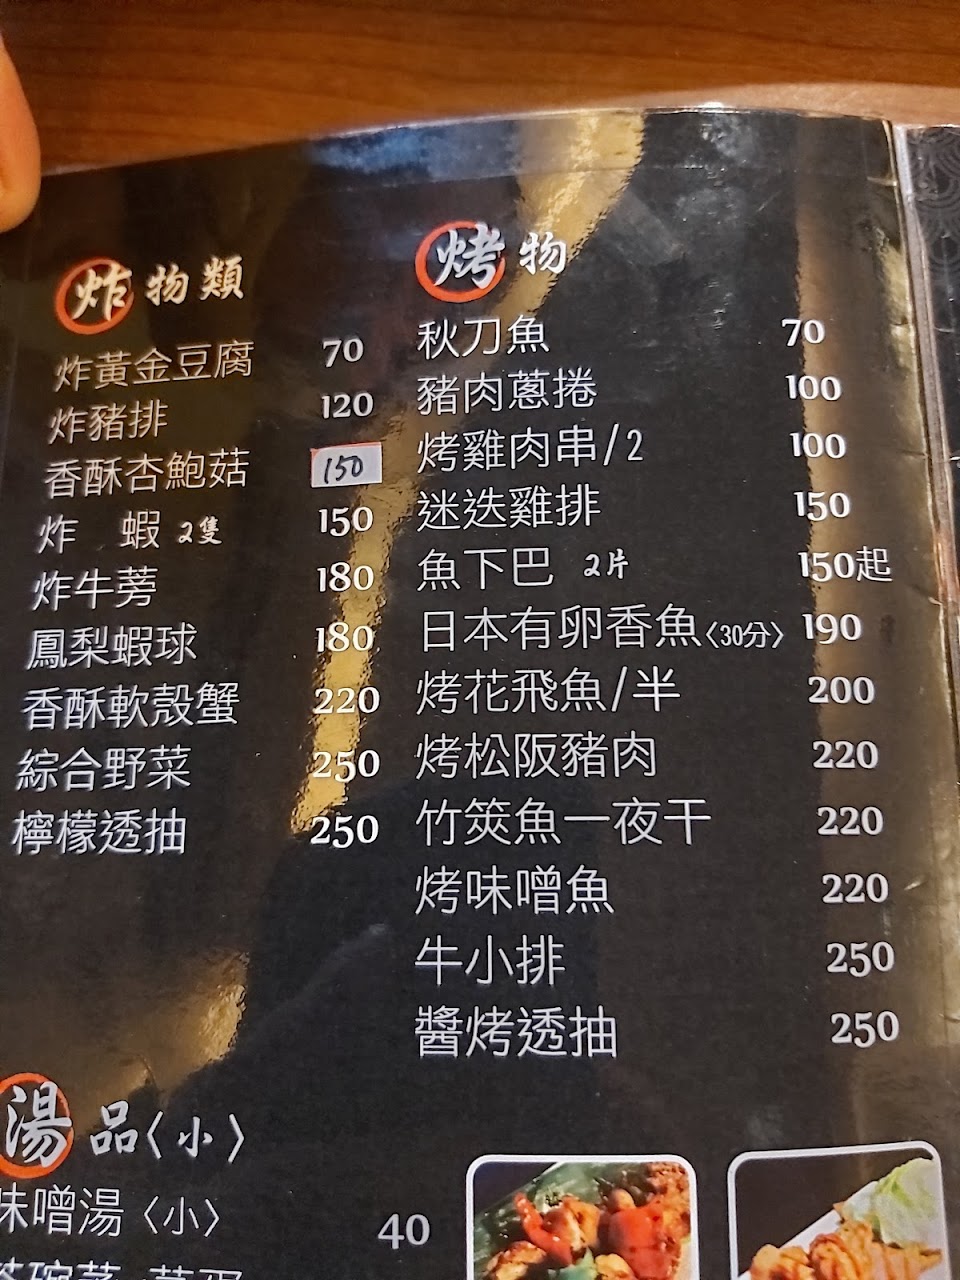 炸物類
炸黃金豆腐 70
炸豬排 120
香酥杏鮑菇 150
炸 蝦 2隻 150
炸牛蒡 180
鳳梨蝦球 180
香酥軟殼蟹 220
綜合野菜 250
檸檬透抽 250
烤物
秋刀魚 70
豬肉蔥捲 100
烤雞肉串/2 100
迷迭雞排 150
魚下巴 2片 150起
日本有卵香魚〈30分〉 190
烤花飛魚/半 200
烤松阪豬肉 220
竹筴魚一夜干 220
烤味噌魚 220
牛小排 250
醬烤透抽 250
湯品〈小〉
味噌湯〈小〉 40